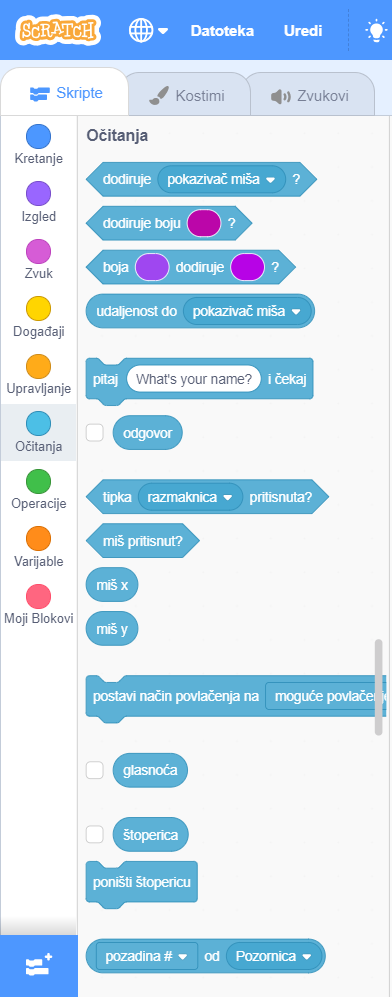 SCRATCH
Datoteka
Uredi
Skripte
Kostimi
Zvukovi
Kretanje
Izgled
Zvuk
Događaji
Upravljanje
Očitanja
Operacije
Varijable
Moji Blokovi
Očitanja
dodiruje pokazivač miša ?
dodiruje boju ?
boja dodiruje ?
udaljenost do pokazivač miša
pitaj What's your name? i čekaj
odgovor
tipka razmaknica pritisnuta?
miš pritisnut?
miš x
miš y
postavi način povlačenja na moguće
glasnoća
štoperica
poništi štopericu
pozadina # od Pozornica